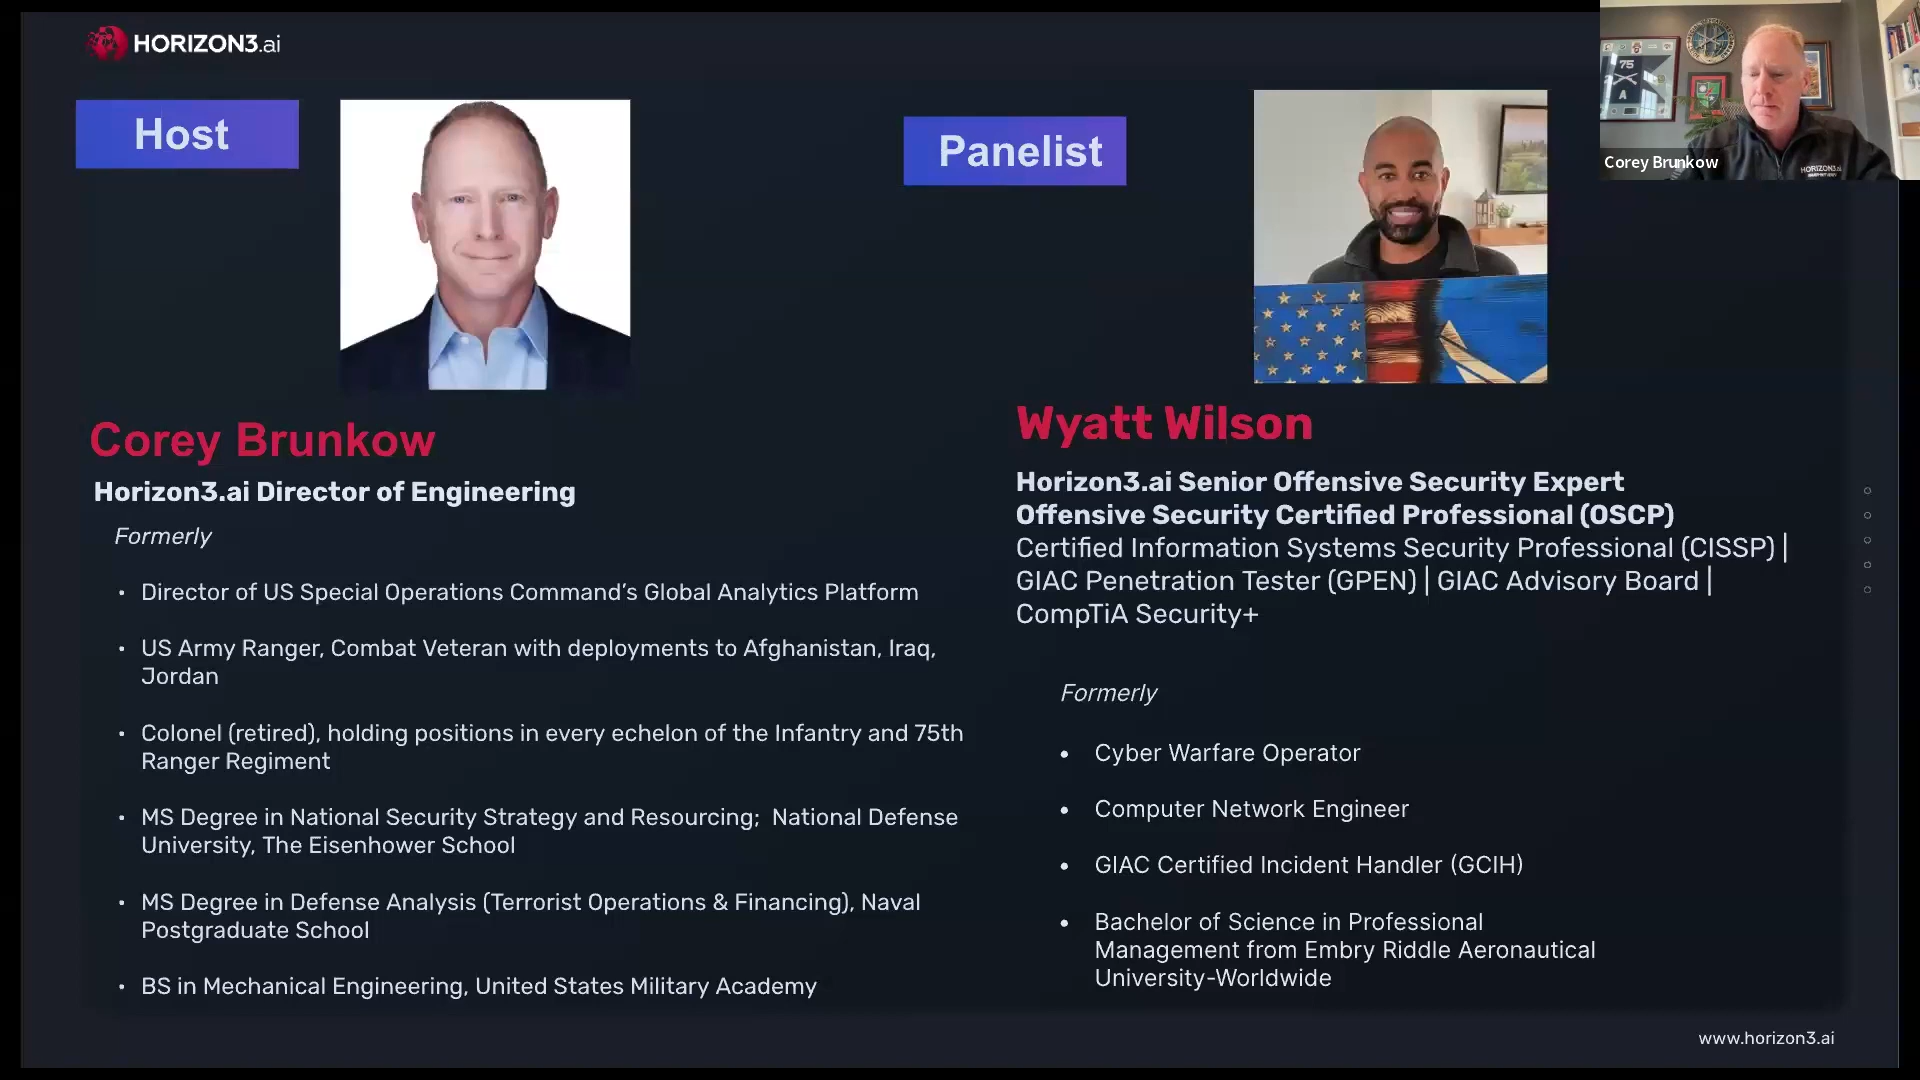 HORIZON3.ai
Host
Corey Brunkow
Horizon3.ai Director of Engineering
Formerly
• Director of US Special Operations Command’s Global Analytics Platform
• US Army Ranger, Combat Veteran with deployments to Afghanistan, Iraq,
Jordan
• Colonel (retired), holding positions in every echelon of the Infantry and 75th
Ranger Regiment
• MS Degree in National Security Strategy and Resourcing; National Defense
University, The Eisenhower School
• MS Degree in Defense Analysis (Terrorist Operations & Financing), Naval
Postgraduate School
• BS in Mechanical Engineering, United States Military Academy
Panelist
Wyatt Wilson
Horizon3.ai Senior Offensive Security Expert
Offensive Security Certified Professional (OSCP)
Certified Information Systems Security Professional (CISSP) |
GIAC Penetration Tester (GPEN) | GIAC Advisory Board |
CompTiA Security+
Formerly
• Cyber Warfare Operator
• Computer Network Engineer
• GIAC Certified Incident Handler (GCIH)
• Bachelor of Science in Professional
Management from Embry Riddle Aeronautical
University-Worldwide
75
A
HORIZON3.ai
Corey Brunkow
www.horizon3.ai